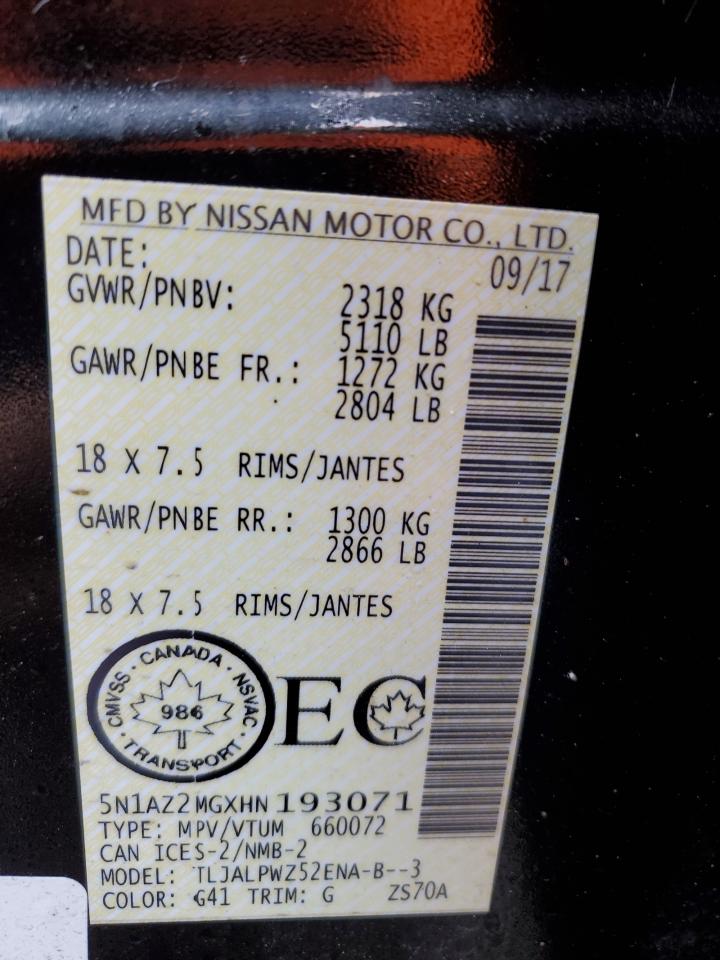 MFD BY NISSAN MOTOR CO., LTD.
DATE: 09/17
GVWR/PNBV: 2318 KG
5110 LB
GAWR/PNBE FR.: 1272 KG
2804 LB
18 X 7.5 RIMS/JANTES
GAWR/PNBE RR.: 1300 KG
2866 LB
18 X 7.5 RIMS/JANTES
CMVSS · CANADA · NSVAC · TRANSPORT ·
986
EC
5N1AZ2MGXHN193071
TYPE: MPV/VTUM 660072
CAN ICES-2/NMB-2
MODEL: TLJALPWZ52ENA-B--3
COLOR: G41 TRIM: G ZS70A